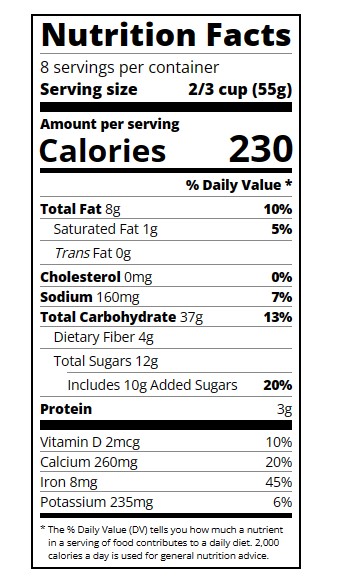 Nutrition Facts
8 servings per container
Serving size 2/3 cup (55g)
Amount per serving
Calories 230
% Daily Value *
Total Fat 8g 10%
Saturated Fat 1g 5%
Trans Fat 0g
Cholesterol 0mg 0%
Sodium 160mg 7%
Total Carbohydrate 37g 13%
Dietary Fiber 4g
Total Sugars 12g
Includes 10g Added Sugars 20%
Protein 3g
Vitamin D 2mcg 10%
Calcium 260mg 20%
Iron 8mg 45%
Potassium 235mg 6%
* The % Daily Value (DV) tells you how much a nutrient
in a serving of food contributes to a daily diet. 2,000
calories a day is used for general nutrition advice.